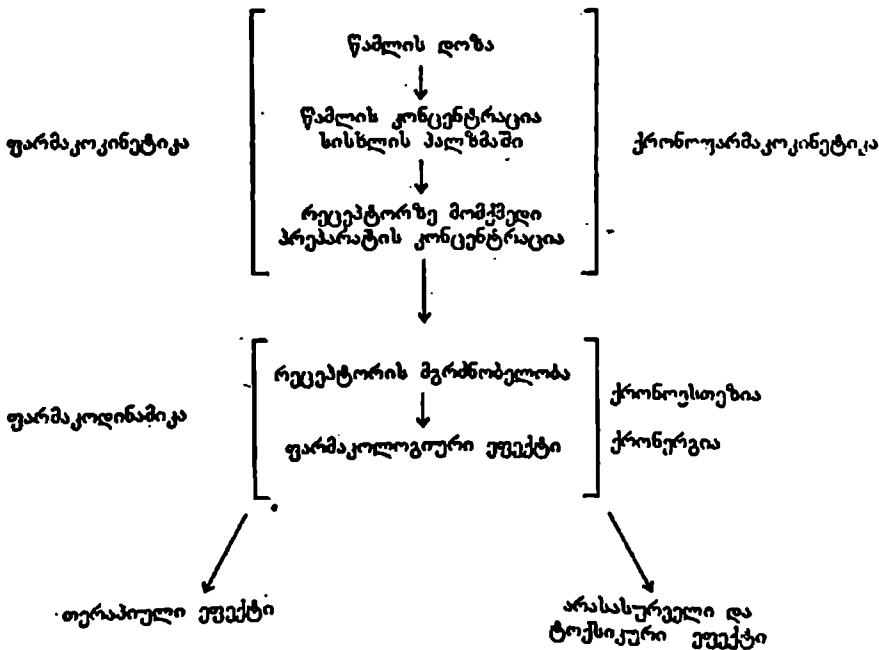 წამლის დოზა
წამლის კონცენტრაცია
სისხლის პალზმაში
ფარმაკოკინეტიკა
ქრონოფარმაკოკინეტიკა
რეცეპტორზე მომქმედი
პრეპარატის კონცენტრაცია
რეცეპტორის მგრძნობელობა
ქრონოესთეზია
ფარმაკოდინამიკა
ფარმაკოლოგიური ეფექტი
ქრონერგია
თერაპიული ეფექტი
არასასურველი და
ტოქსიკური ეფექტი